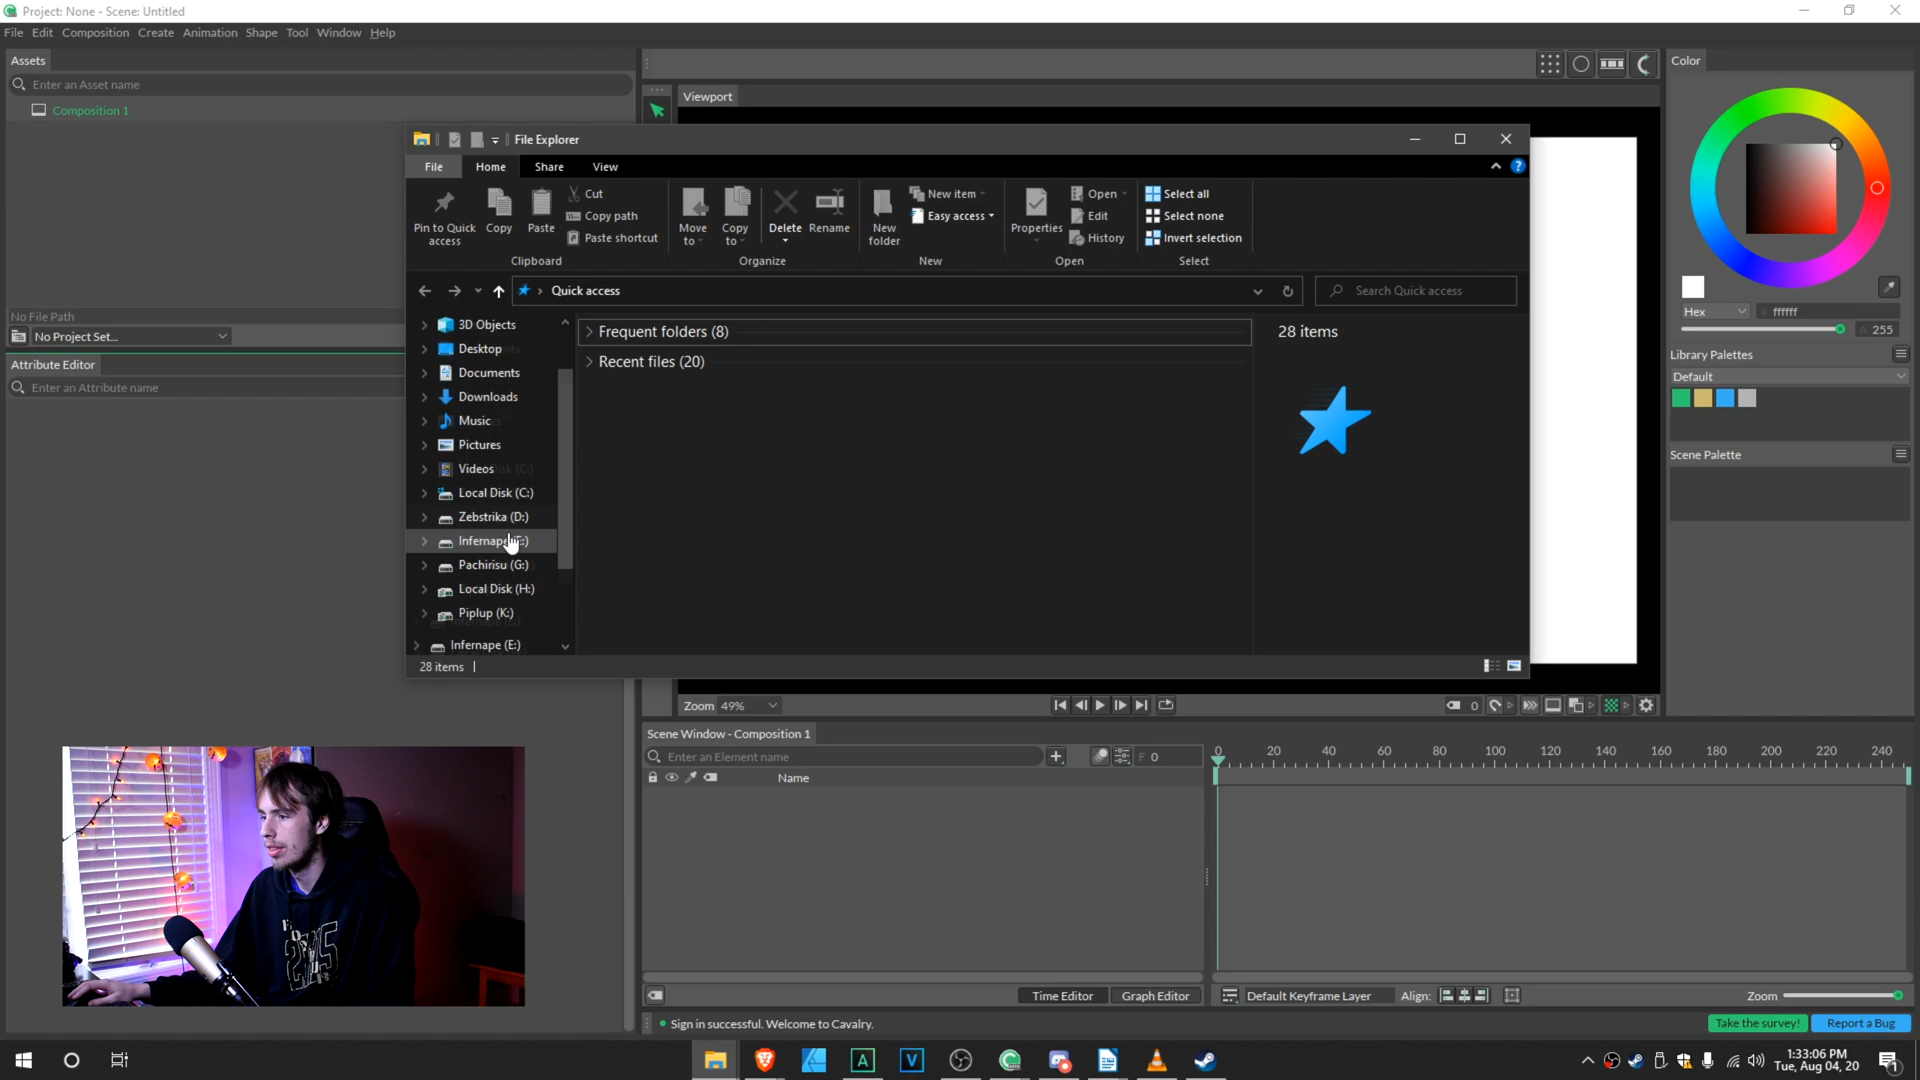 Project: None - Scene: Untitled
File Edit Composition Create Animation Shape Tool Window Help
Assets
Enter an Asset name
Composition 1
No File Path
No Project Set...
Attribute Editor
Enter an Attribute name
Viewport
File Explorer
File Home Share View
Pin to Quick access
Copy
Paste
Cut
Copy path
Paste shortcut
Clipboard
Move to
Copy to
Delete
Rename
Organize
New folder
New item
Easy access
New
Properties
Open
Edit
History
Open
Select all
Select none
Invert selection
Select
Quick access
Search Quick access
3D Objects
Desktop
Documents
Downloads
Music
Pictures
Videos
Local Disk (C:)
Zebstrika (D:)
Infernape (E:)
Pachirisu (G:)
Local Disk (H:)
Piplup (K:)
Infernape (E:)
Frequent folders (8)
Recent files (20)
28 items
28 items
Zoom 49%
0
Scene Window - Composition 1
Enter an Element name
F 0
Name
0 20 40 60 80 100 120 140 160 180 200 220 240
Time Editor
Graph Editor
Default Keyframe Layer
Align:
Zoom
Sign in successful. Welcome to Cavalry.
Take the survey!
Report a Bug
Color
Hex
ffffff
255
Library Palettes
Default
Scene Palette
1:33:06 PM
Tue, Aug 04, 20
1